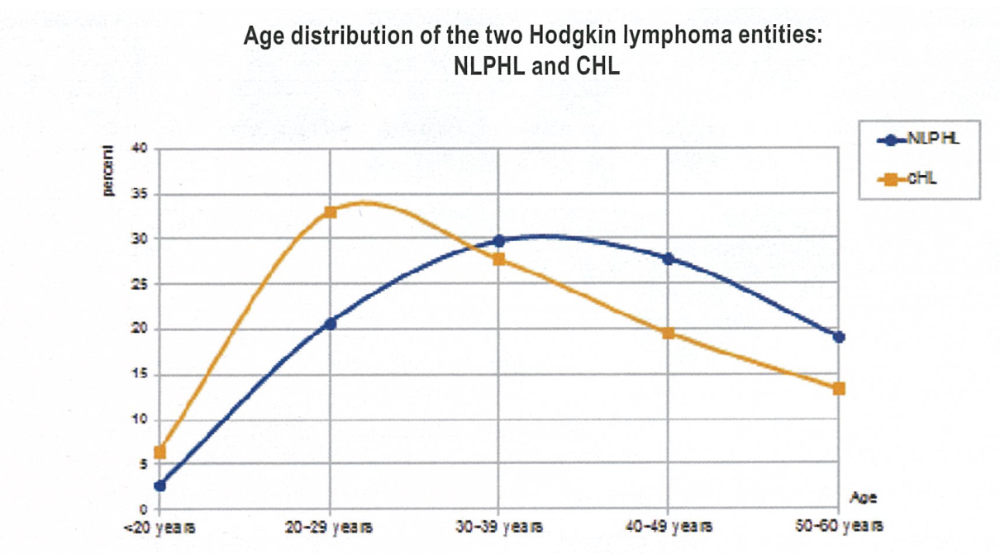 Age distribution of the two Hodgkin lymphoma entities:
NLPHL and CHL
percent
40
35
30
25
20
15
10
5
0
<20 years
20-29 years
30-39 years
40-49 years
50-60 years
Age
NLPHL
cHL